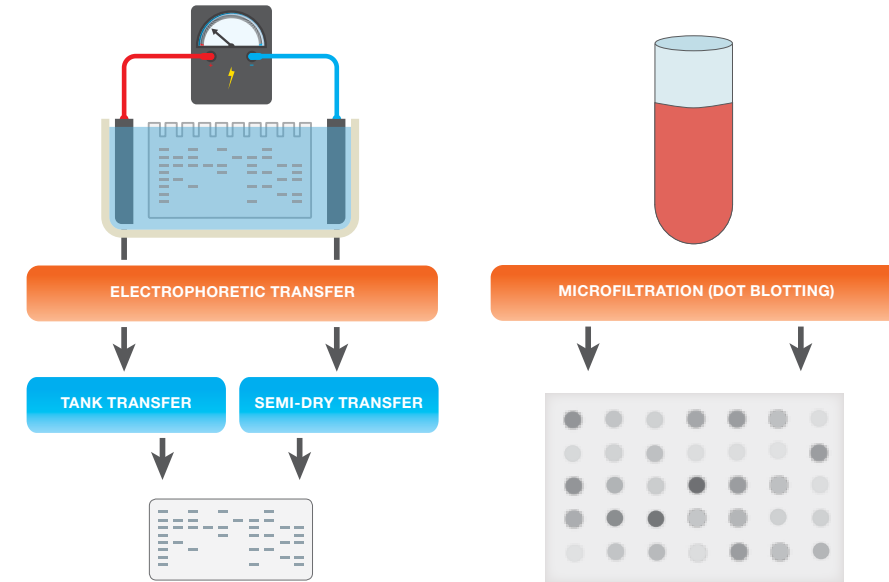 ELECTROPHORETIC TRANSFER
MICROFILTRATION (DOT BLOTTING)
TANK TRANSFER
SEMI-DRY TRANSFER